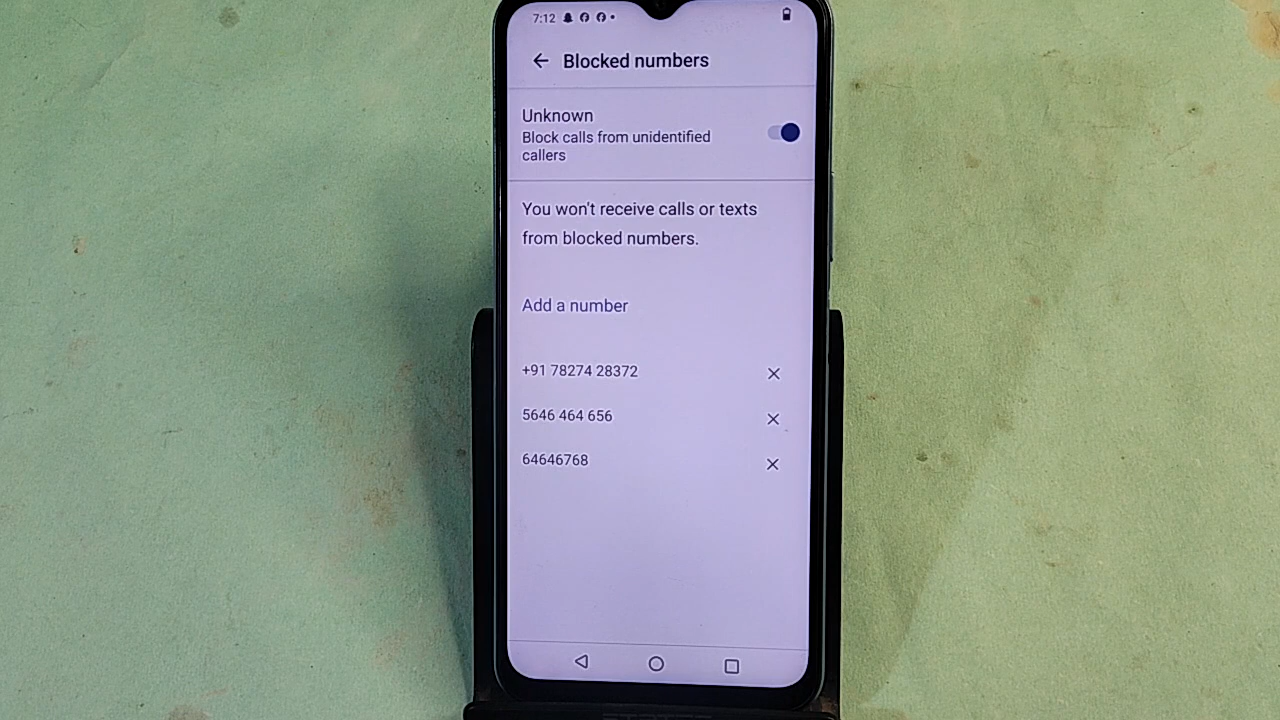 7:12
Blocked numbers
Unknown
Block calls from unidentified
callers
You won't receive calls or texts
from blocked numbers.
Add a number
+91 78274 28372
5646 464 656
64646768